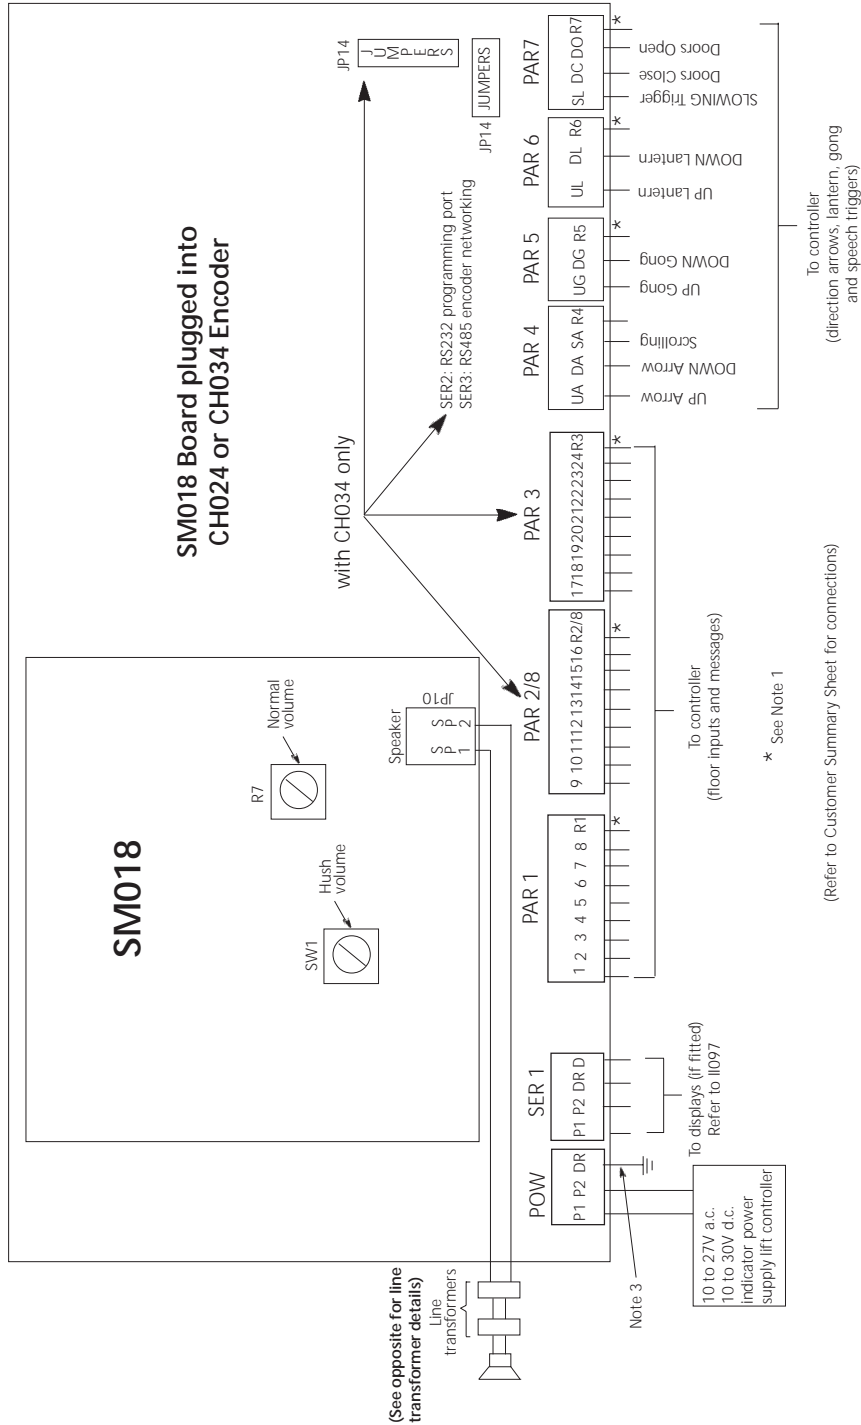 SM018 Board plugged into
CH024 or CH034 Encoder
SM018
SW1
Hush
volume
R7
Normal
volume
Speaker
JP10
S S
P P
1 2
with CH034 only
SER2: RS232 programming port
SER3: RS485 encoder networking
JP14
JUMPERS
JP14
JUMPERS
(See opposite for line
transformer details)
Line
transformers
POW
P1 P2 DR
SER 1
P1 P2 DR D
PAR 1
1 2 3 4 5 6 7 8 R1
PAR 2/8
9 10 11 12 13 14 15 16 R2/8
PAR 3
17 18 19 20 21 22 23 24 R3
PAR 4
UA DA SA R4
PAR 5
UG DG R5
PAR 6
UL DL R6
PAR7
SL DC DO R7
* * * * * *
Note 3
10 to 27V a.c.
10 to 30V d.c.
indicator power
supply lift controller
To displays (if fitted)
Refer to II097
To controller
(floor inputs and messages)
UP Arrow
DOWN Arrow
Scrolling
UP Gong
DOWN Gong
UP Lantern
DOWN Lantern
SLOWING Trigger
Doors Close
Doors Open
To controller
(direction arrows, lantern, gong
and speech triggers)
* See Note 1
(Refer to Customer Summary Sheet for connections)